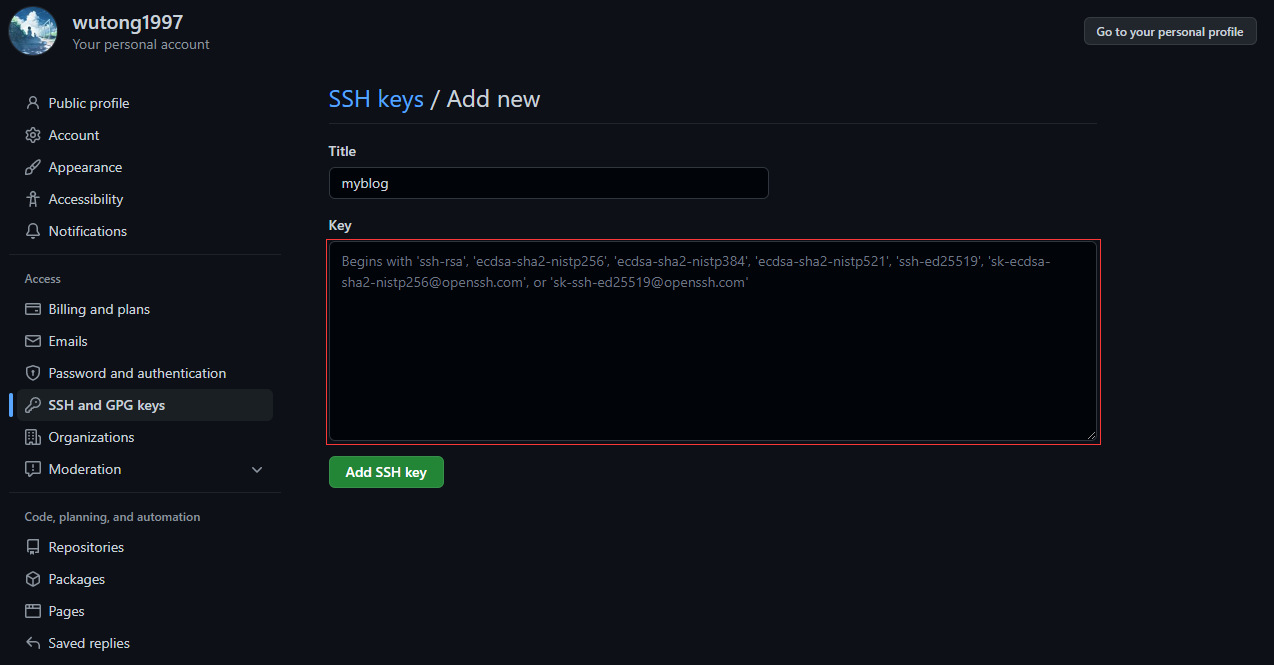 wutong1997
Your personal account
Go to your personal profile
Public profile
Account
Appearance
Accessibility
Notifications
Access
Billing and plans
Emails
Password and authentication
SSH and GPG keys
Organizations
Moderation
Code, planning, and automation
Repositories
Packages
Pages
Saved replies
SSH keys / Add new
Title
myblog
Key
Begins with 'ssh-rsa', 'ecdsa-sha2-nistp256', 'ecdsa-sha2-nistp384', 'ecdsa-sha2-nistp521', 'ssh-ed25519', 'sk-ecdsa-
sha2-nistp256@openssh.com', or 'sk-ssh-ed25519@openssh.com'
Add SSH key